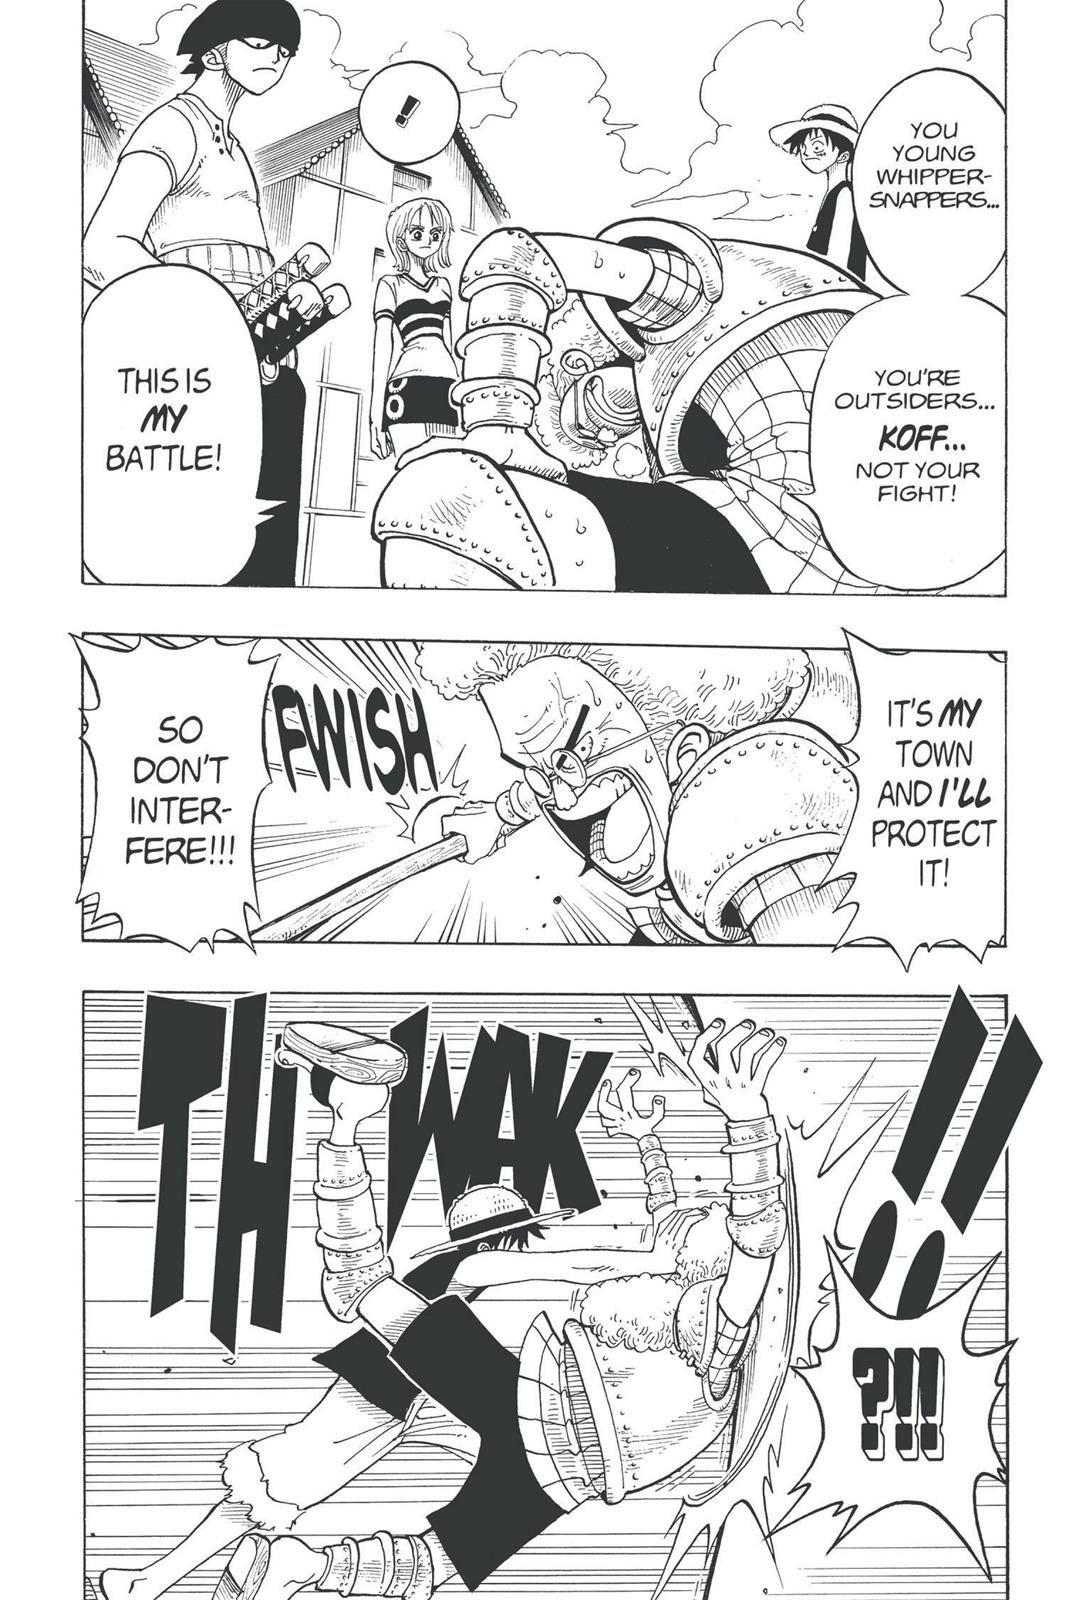 YOU
YOUNG
WHIPPER-
SNAPPERS...
!
YOU'RE
OUTSIDERS...
KOFF...
NOT YOUR
FIGHT!
THIS IS
MY
BATTLE!
IT'S MY
TOWN
AND I'LL
PROTECT
IT!
FWISH
SO
DON'T
INTER-
FERE!!!
!!
THWAK
?!!